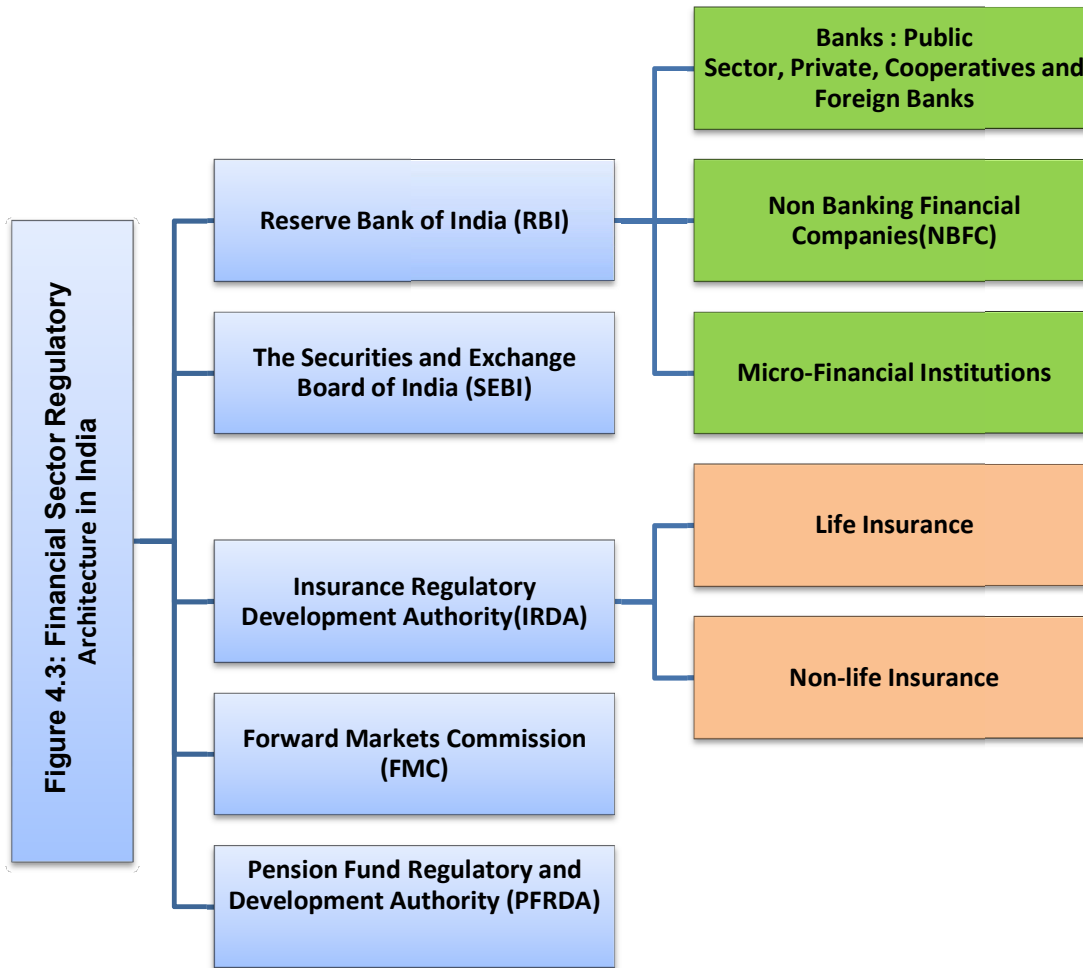 Figure 4.3: Financial Sector Regulatory
Architecture in India
Reserve Bank of India (RBI)
Banks : Public
Sector, Private, Cooperatives and
Foreign Banks
Non Banking Financial
Companies(NBFC)
Micro-Financial Institutions
The Securities and Exchange
Board of India (SEBI)
Insurance Regulatory
Development Authority(IRDA)
Life Insurance
Non-life Insurance
Forward Markets Commission
(FMC)
Pension Fund Regulatory and
Development Authority (PFRDA)